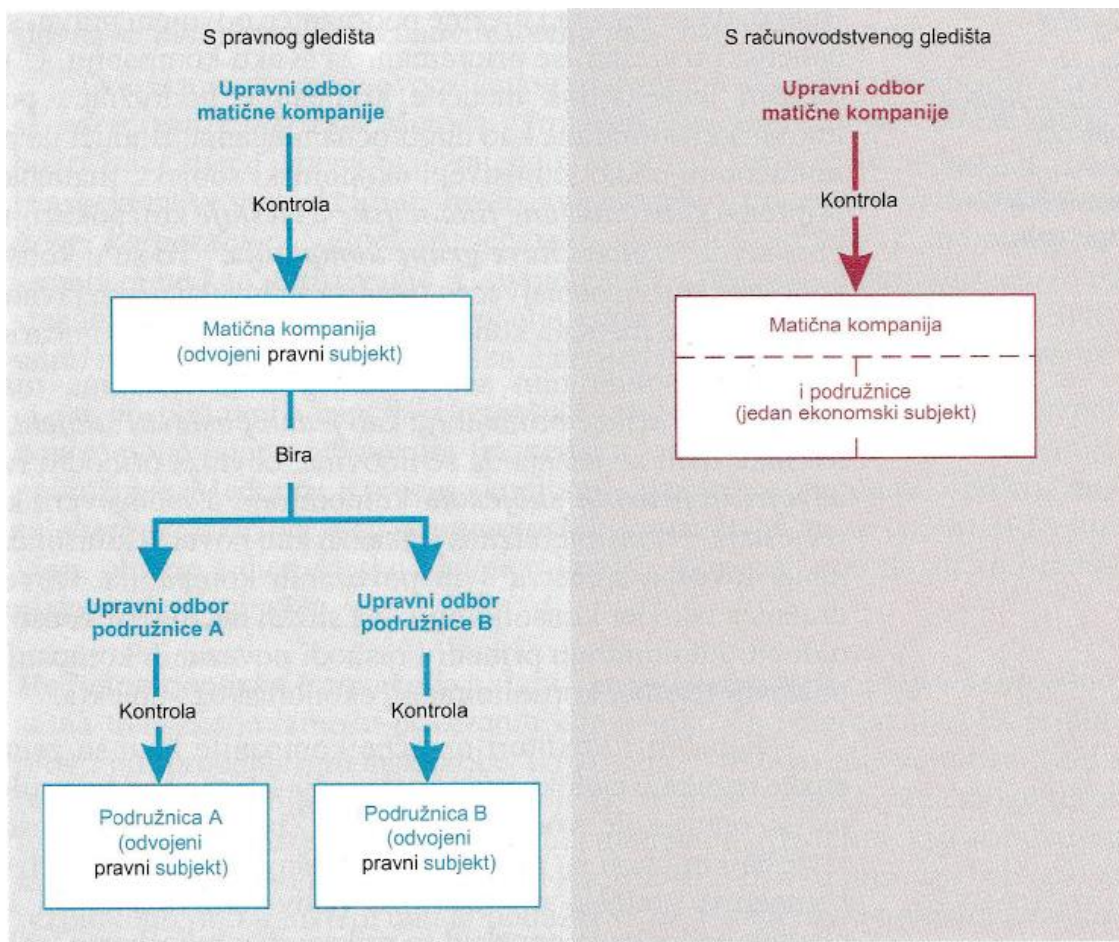 S pravnog gledišta
Upravni odbor
matične kompanije
Kontrola
Matična kompanija
(odvojeni pravni subjekt)
Bira
Upravni odbor
podružnice A
Upravni odbor
podružnice B
Kontrola
Kontrola
Podružnica A
(odvojeni
pravni subjekt)
Podružnica B
(odvojeni
pravni subjekt)
S računovodstvenog gledišta
Upravni odbor
matične kompanije
Kontrola
Matična kompanija
i podružnice
(jedan ekonomski subjekt)